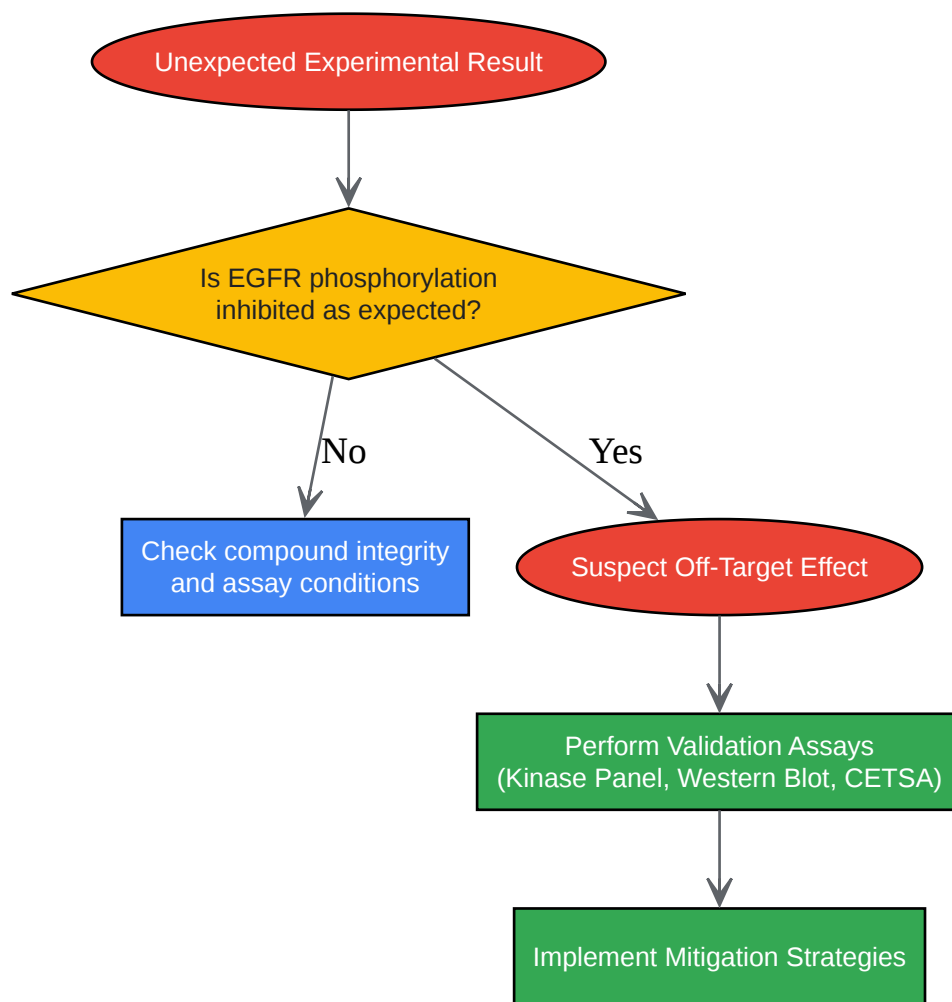 Unexpected Experimental Result
Is EGFR phosphorylation
inhibited as expected?
No
Yes
Check compound integrity
and assay conditions
Suspect Off-Target Effect
Perform Validation Assays
(Kinase Panel, Western Blot, CETSA)
Implement Mitigation Strategies